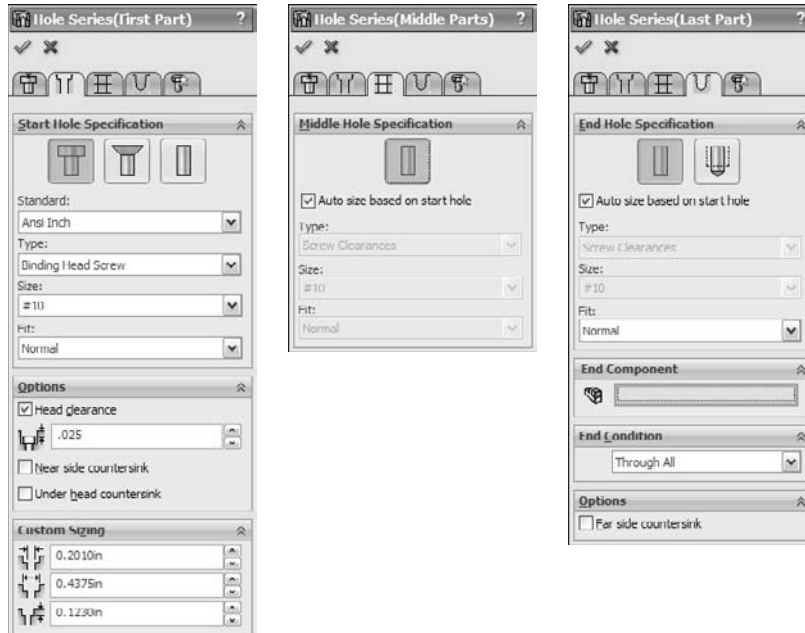 Hole Series(First Part) ?
Start Hole Specification
Standard:
Ansi Inch
Type:
Binding Head Screw
Size:
#10
Fit:
Normal
Options
Head clearance
.025
Near side countersink
Under head countersink
Custom Sizing
0.2010in
0.4375in
0.1230in
Hole Series(Middle Parts) ?
Middle Hole Specification
Auto size based on start hole
Type:
Screw Clearances
Size:
#10
Fit:
Normal
Hole Series(Last Part) ?
End Hole Specification
Auto size based on start hole
Type:
Screw Clearances
Size:
#10
Fit:
Normal
End Component
End Condition
Through All
Options
Far side countersink